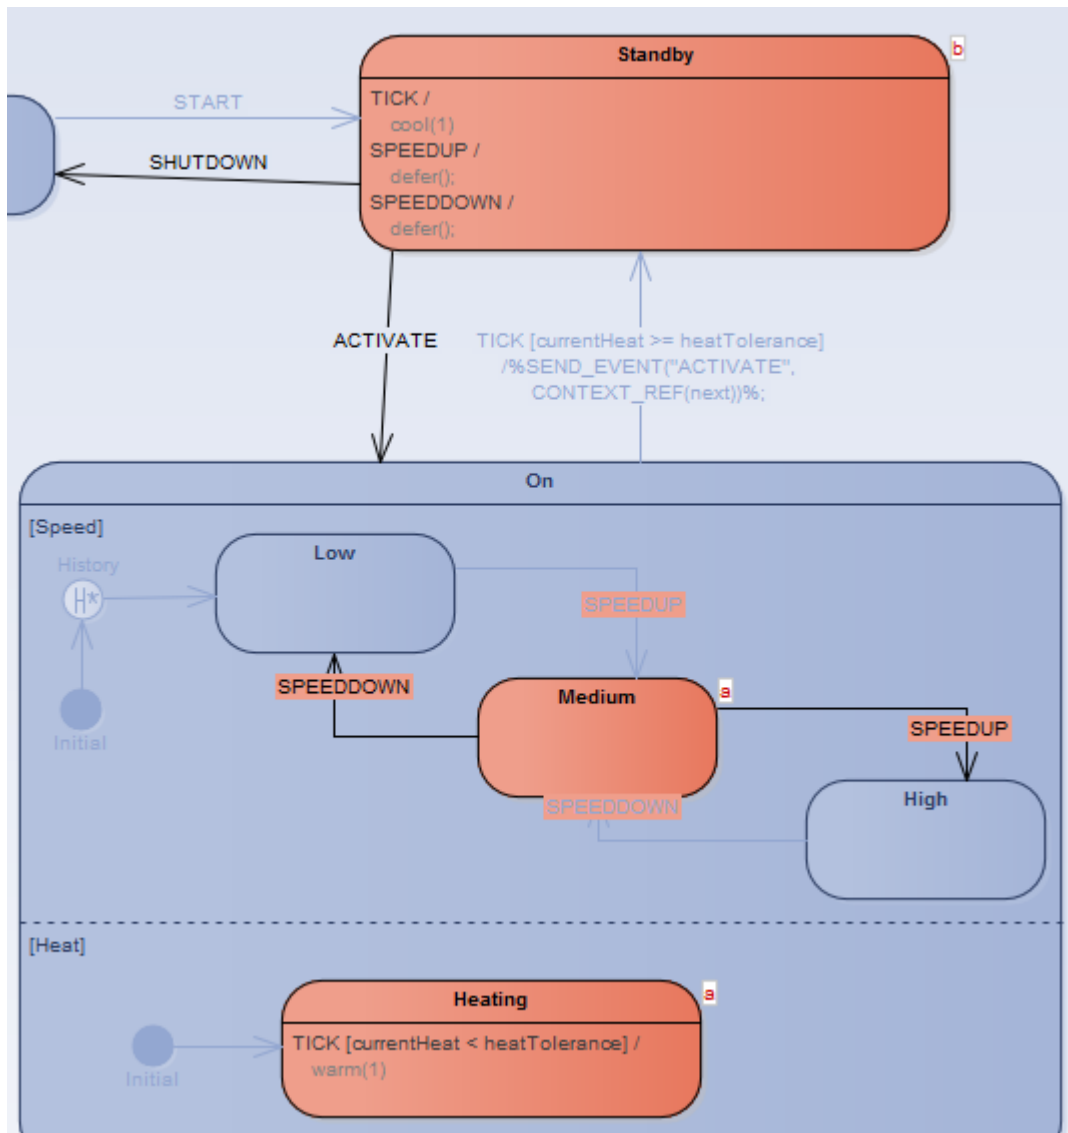 Standby
b
TICK /
cool(1)
SPEEDUP /
defer();
SPEEDDOWN /
defer();
START
SHUTDOWN
ACTIVATE
TICK [currentHeat >= heatTolerance]
/%SEND_EVENT("ACTIVATE",
CONTEXT_REF(next))%;
On
[Speed]
History
H*
Initial
Low
SPEEDUP
SPEEDDOWN
Medium
a
SPEEDUP
SPEEDDOWN
High
[Heat]
Heating
a
TICK [currentHeat < heatTolerance] /
warm(1)
Initial